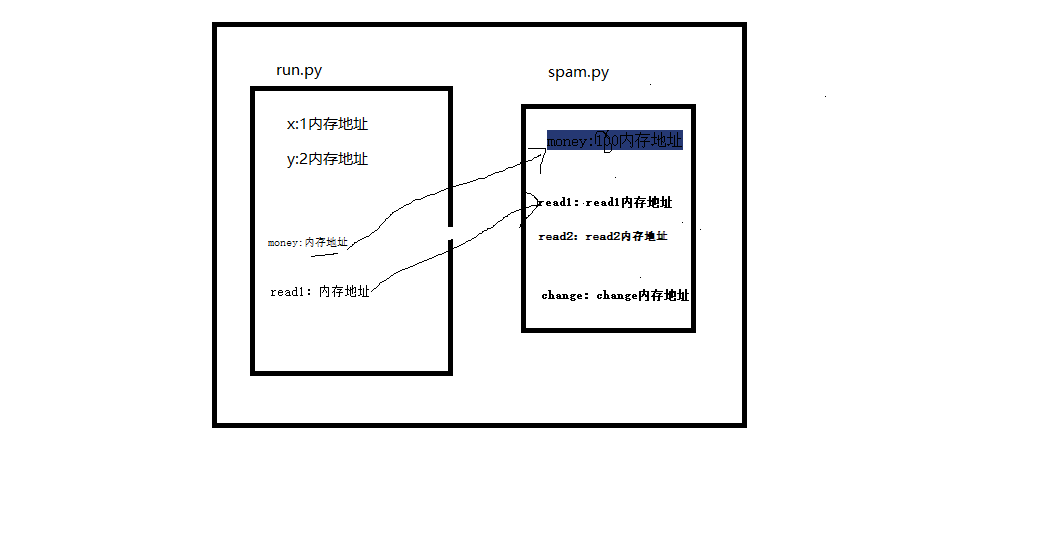 run.py
x:1内存地址
y:2内存地址
money:内存地址
read1: 内存地址
spam.py
money:100内存地址
read1: read1内存地址
read2: read2内存地址
change: change内存地址